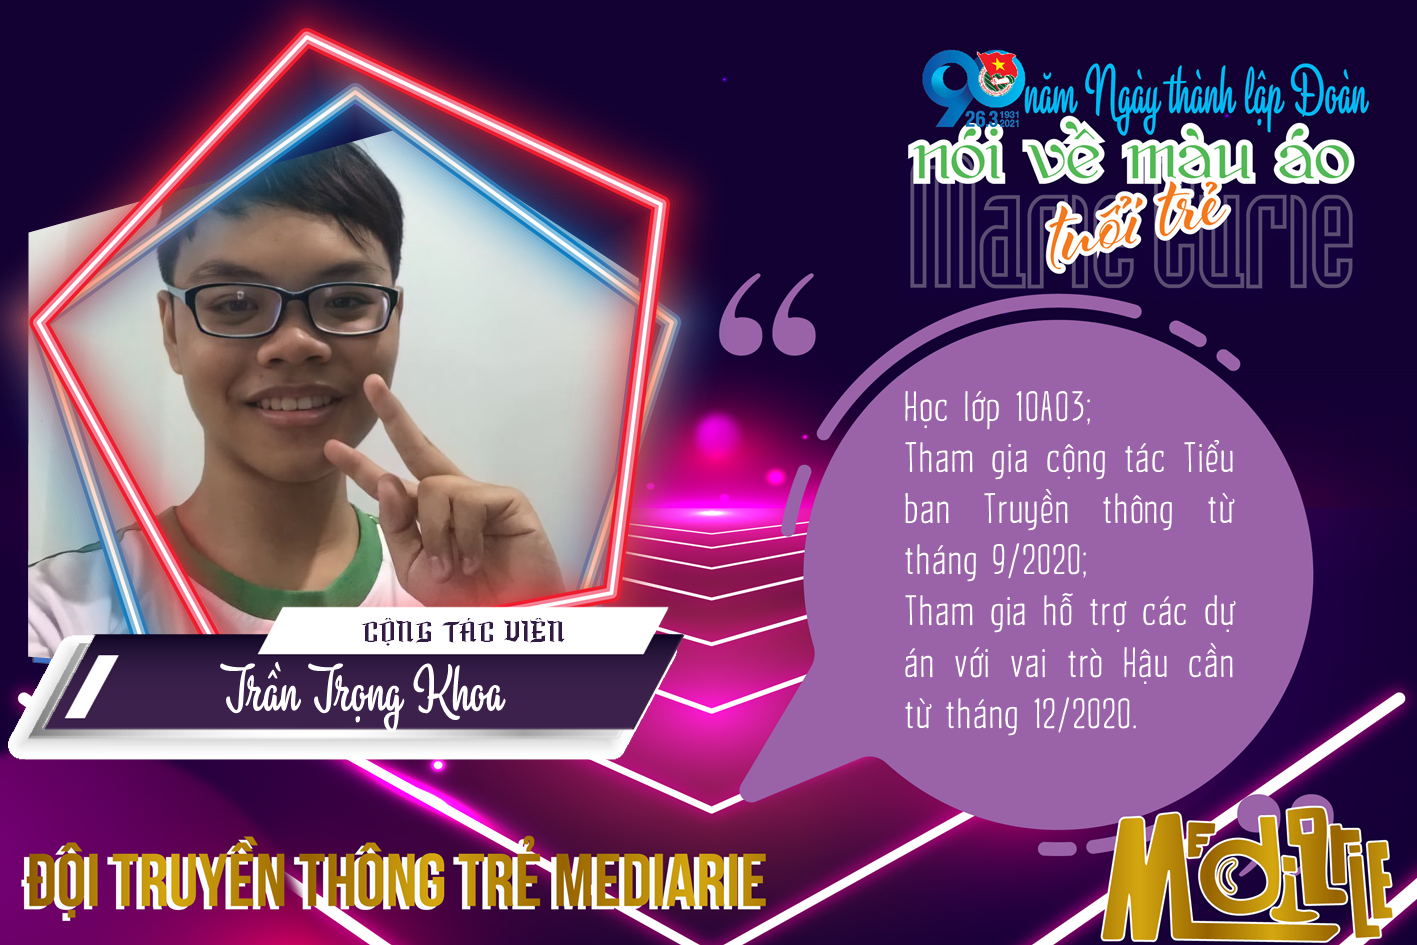 90 năm Ngày thành lập Đoàn
26.3 1931 2021
nói về màu áo
tuổi trẻ
Marie Curie
“
Học lớp 10A03;
Tham gia cộng tác Tiểu
ban Truyền thông từ
tháng 9/2020;
Tham gia hỗ trợ các dự
án với vai trò Hậu cần
từ tháng 12/2020.
”
CỘNG TÁC VIÊN
Trần Trọng Khoa
ĐỘI TRUYỀN THÔNG TRẺ MEDIARIE
MEDIARIE